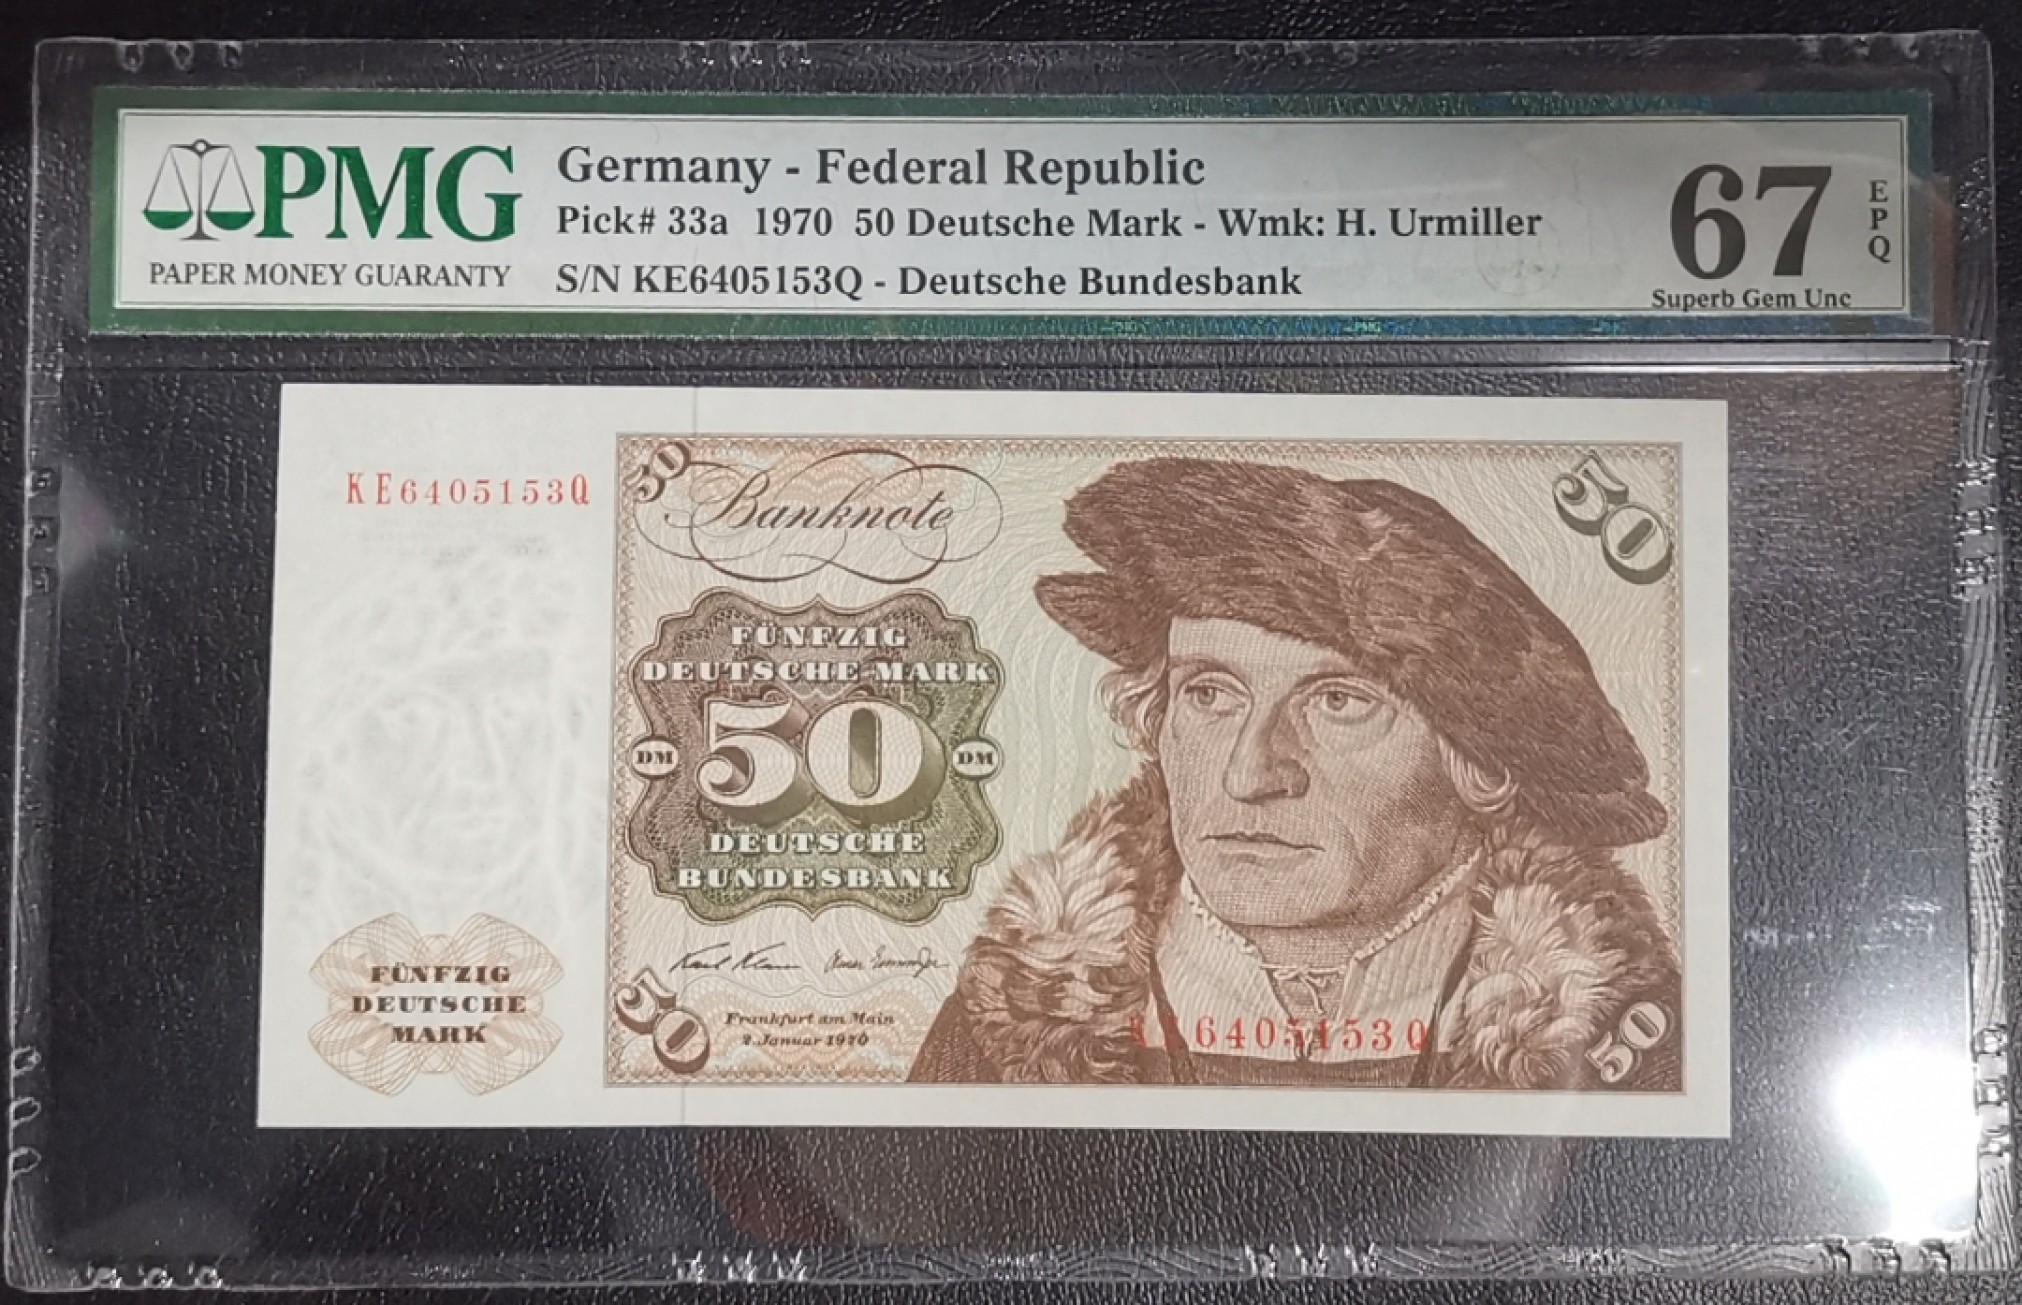 PMG
PAPER MONEY GUARANTY
Germany - Federal Republic
Pick# 33a 1970 50 Deutsche Mark - Wmk: H. Urmiller
S/N KE6405153Q - Deutsche Bundesbank
67
EPQ
Superb Gem Unc
KE6405153Q
50
Banknote
50
FÜNFZIG
DEUTSCHE MARK
DM 50 DM
DEUTSCHE
BUNDESBANK
FÜNFZIG
DEUTSCHE
MARK
50
Frankfurt am Main
2. Januar 1970
KE6405153Q
50